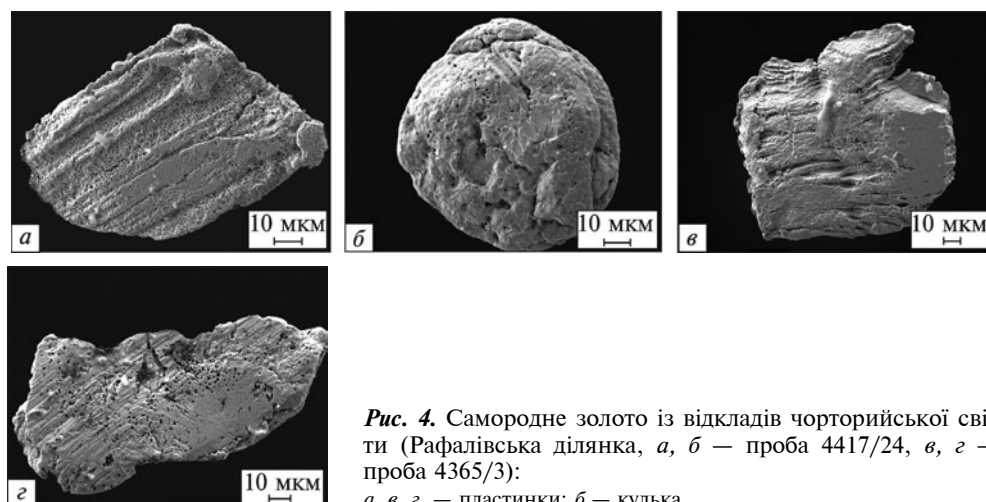 10 мкм
а
10 мкм
б
10 мкм
в
10 мкм
г
Рис. 4. Самородне золото із відкладів чорторийської сві-
ти (Рафалівська ділянка, а, б — проба 4417/24, в, г —
проба 4365/3):
а, в, г, — пластинки; б — кулька